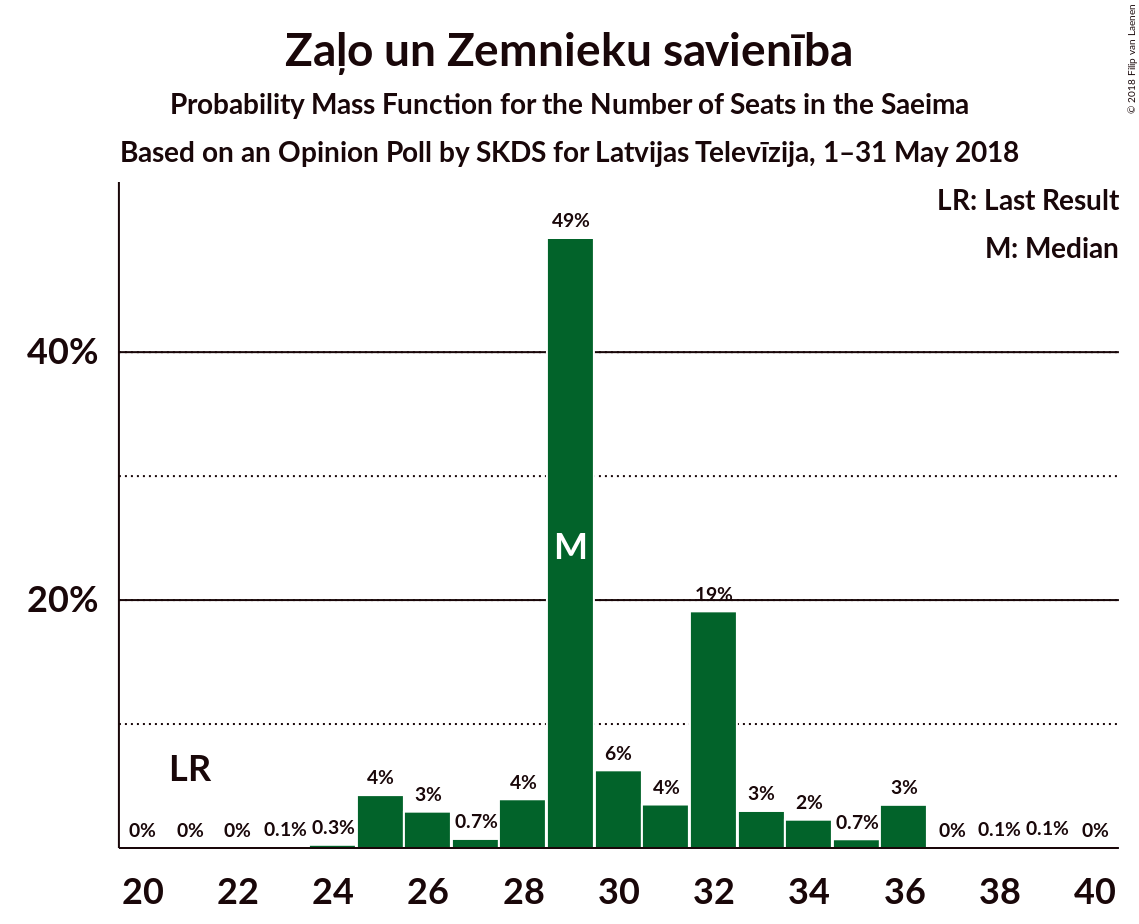 Zaļo un Zemnieku savienība
Probability Mass Function for the Number of Seats in the Saeima
Based on an Opinion Poll by SKDS for Latvijas Televīzija, 1–31 May 2018
© 2018 Filip van Laenen
LR: Last Result
M: Median
40%
20%
49%
M
19%
LR
0% 0% 0% 0.1% 0.3% 4% 3% 0.7% 4% 6% 4% 3% 2% 0.7% 3% 0% 0.1% 0.1% 0%
20 22 24 26 28 30 32 34 36 38 40